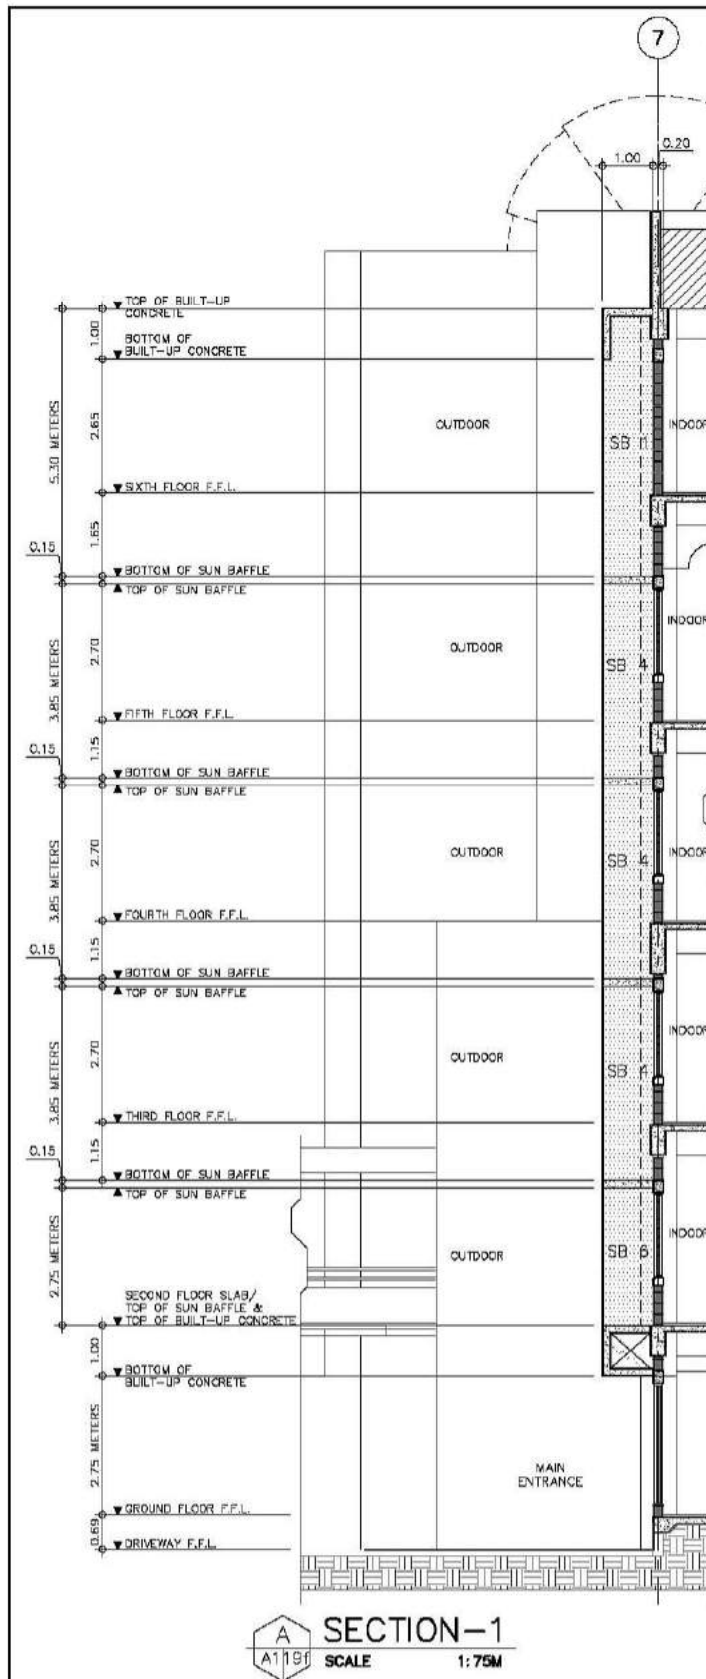 7
1.00
0.20
TOP OF BUILT-UP
CONCRETE
1.00
BOTTOM OF
BUILT-UP CONCRETE
5.30 METERS
2.65
OUTDOOR
SB 1
INDOOR
SIXTH FLOOR F.F.L.
1.65
0.15
BOTTOM OF SUN BAFFLE
TOP OF SUN BAFFLE
3.85 METERS
2.70
OUTDOOR
SB 4
INDOOR
FIFTH FLOOR F.F.L.
1.15
0.15
BOTTOM OF SUN BAFFLE
TOP OF SUN BAFFLE
3.85 METERS
2.70
OUTDOOR
SB 4
INDOOR
FOURTH FLOOR F.F.L.
1.15
0.15
BOTTOM OF SUN BAFFLE
TOP OF SUN BAFFLE
3.85 METERS
2.70
OUTDOOR
SB 4
INDOOR
THIRD FLOOR F.F.L.
1.15
0.15
BOTTOM OF SUN BAFFLE
TOP OF SUN BAFFLE
2.75 METERS
OUTDOOR
SB 6
INDOOR
SECOND FLOOR SLAB/
TOP OF SUN BAFFLE &
TOP OF BUILT-UP CONCRETE
1.00
BOTTOM OF
BUILT-UP CONCRETE
2.75 METERS
MAIN
ENTRANCE
GROUND FLOOR F.F.L.
0.69
DRIVEWAY F.F.L.
A
A119f
SECTION-1
SCALE 1:75M